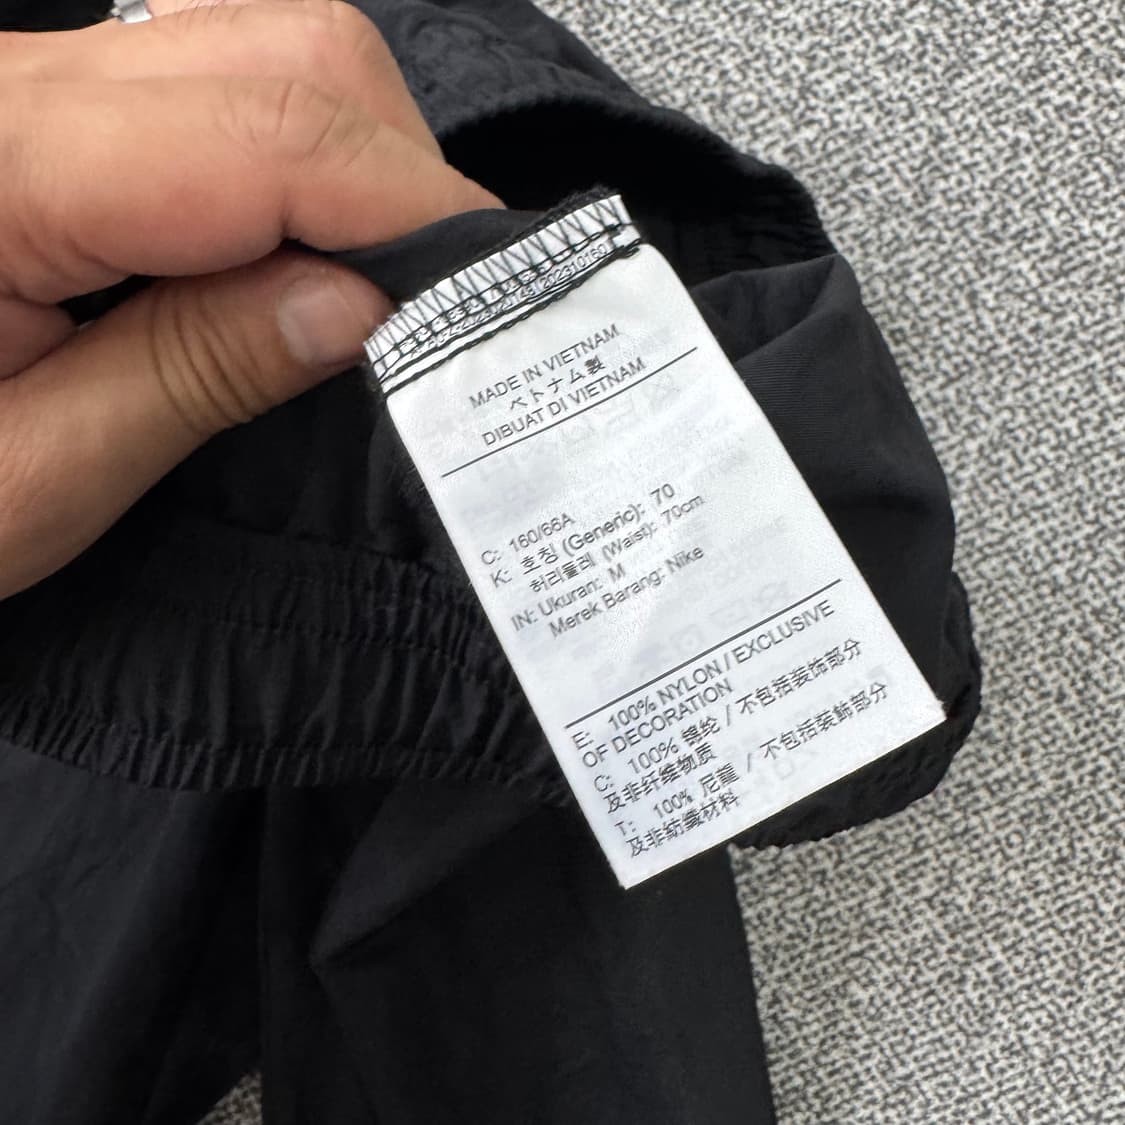 MADE IN VIETNAM
ベトナム製
DIBUAT DI VIETNAM
C: 160/66A
K: 호칭 (Generic): 70
허리둘레 (Waist): 70cm
IN: Ukuran: M
Merek Barang: Nike
E: 100% NYLON / EXCLUSIVE
OF DECORATION
C: 100% 锦纶 / 不包括装饰部分
及非纤维物质
T: 100% 尼龍 / 不包括裝飾部分
及非紡織材料